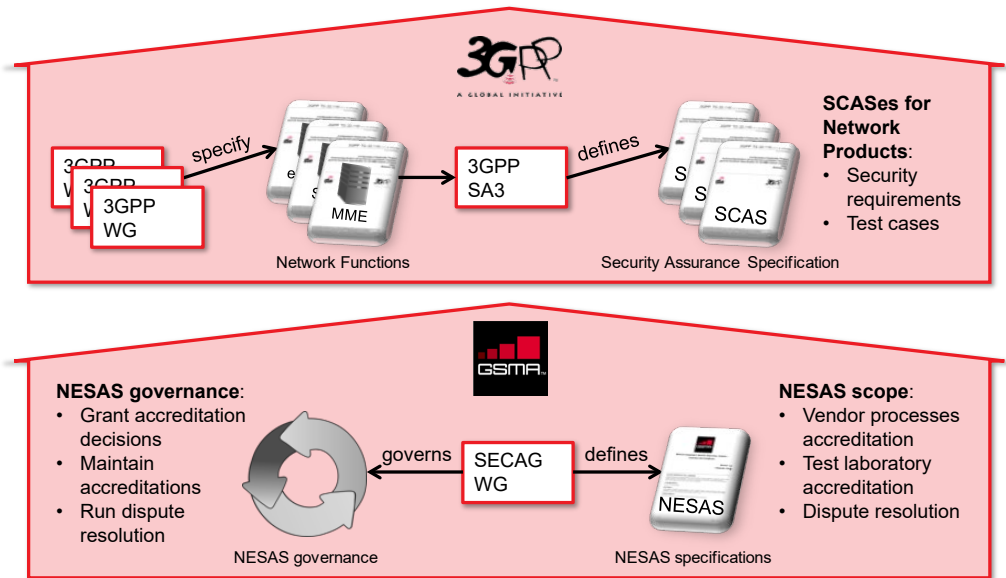 3GPP
A GLOBAL INITIATIVE
3GPP
3GPP
3GPP
WG
specify
MME
Network Functions
3GPP
SA3
defines
SCAS
Security Assurance Specification
SCASes for
Network
Products:
• Security
requirements
• Test cases
GSMA
NESAS governance:
• Grant accreditation
decisions
• Maintain
accreditations
• Run dispute
resolution
NESAS governance
governs
SECAG
WG
defines
NESAS
NESAS specifications
NESAS scope:
• Vendor processes
accreditation
• Test laboratory
accreditation
• Dispute resolution